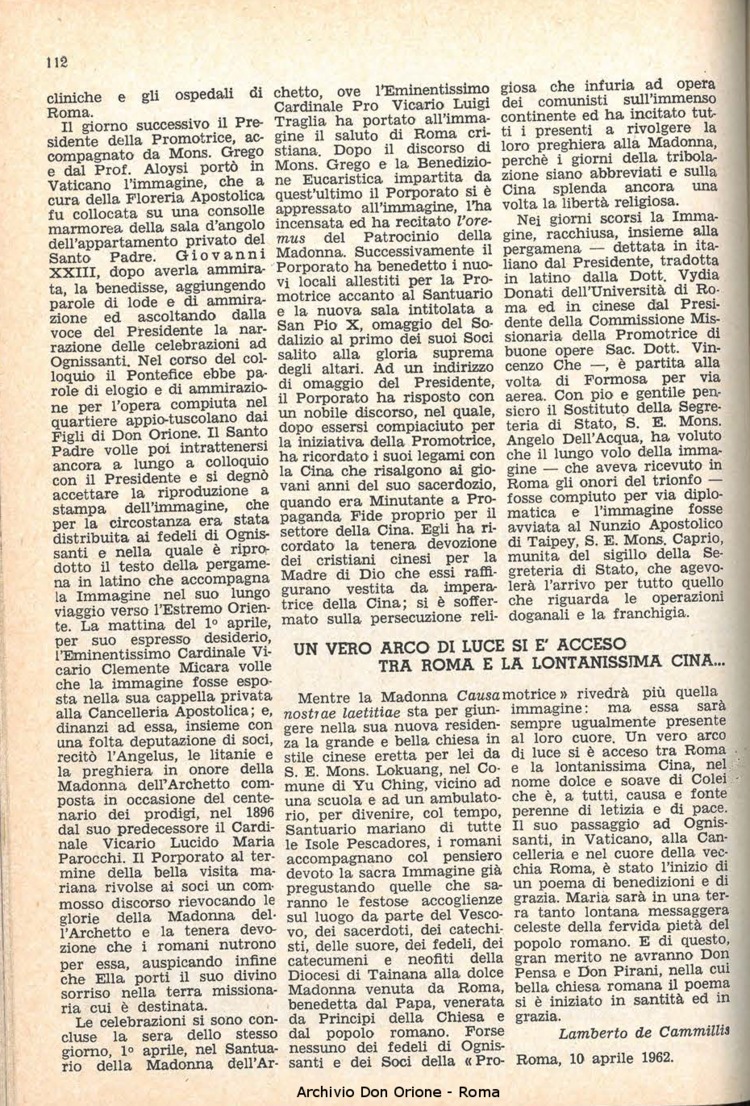 112
cliniche e gli ospedali di
Roma.
Il giorno successivo il Pre-
sidente della Promotrice, ac-
compagnato da Mons. Grego
e dal Prof. Aloysi portò in
Vaticano l'immagine, che a
cura della Floreria Apostolica
fu collocata su una consolle
marmorea della sala d'angolo
dell'appartamento privato del
Santo Padre. Giovanni
XXIII, dopo averla ammira-
ta, la benedisse, aggiungendo
parole di lode e di ammira-
zione ed ascoltando dalla
voce del Presidente la nar-
razione delle celebrazioni ad
Ognissanti. Nel corso del col-
loquio il Pontefice ebbe pa-
role di elogio e di ammirazio-
ne per l'opera compiuta nel
quartiere appio-tuscolano dai
Figli di Don Orione. Il Santo
Padre volle poi intrattenersi
ancora a lungo a colloquio
con il Presidente e si degnò
accettare la riproduzione a
stampa dell'immagine, che
per la circostanza era stata
distribuita ai fedeli di Ognis-
santi e nella quale è ripro-
dotto il testo della pergame-
na in latino che accompagna
la Immagine nel suo lungo
viaggio verso l'Estremo Orien-
te. La mattina del 1º aprile,
per suo espresso desiderio,
l'Eminentissimo Cardinale Vi-
cario Clemente Micara volle
che la immagine fosse espo-
sta nella sua cappella privata
alla Cancelleria Apostolica; e,
dinanzi ad essa, insieme con
una folta deputazione di soci,
recitò l'Angelus, le litanie e
la preghiera in onore della
Madonna dell'Archetto com-
posta in occasione del cente-
nario dei prodigi, nel 1896
dal suo predecessore il Cardi-
nale Vicario Lucido Maria
Parocchi. Il Porporato al ter-
mine della bella visita ma-
riana rivolse ai soci un com-
mosso discorso rievocando le
glorie della Madonna del-
l'Archetto e la tenera devo-
zione che i romani nutrono
per essa, auspicando infine
che Ella porti il suo divino
sorriso nella terra missiona-
ria cui è destinata.
Le celebrazioni si sono con-
cluse la sera dello stesso
giorno, 1º aprile, nel Santua-
rio della Madonna dell'Ar-
chetto, ove l'Eminentissimo
Cardinale Pro Vicario Luigi
Traglia ha portato all'imma-
gine il saluto di Roma cri-
stiana. Dopo il discorso di
Mons. Grego e la Benedizio-
ne Eucaristica impartita da
quest'ultimo il Porporato si è
appressato all'immagine, l'ha
incensata ed ha recitato l'ore-
mus del Patrocinio della
Madonna. Successivamente il
Porporato ha benedetto i nuo-
vi locali allestiti per la Pro-
motrice accanto al Santuario
e la nuova sala intitolata a
San Pio X, omaggio del So-
dalizio al primo dei suoi Soci
salito alla gloria suprema
degli altari. Ad un indirizzo
di omaggio del Presidente,
il Porporato ha risposto con
un nobile discorso, nel quale,
dopo essersi compiaciuto per
la iniziativa della Promotrice,
ha ricordato i suoi legami con
la Cina che risalgono ai gio-
vani anni del suo sacerdozio,
quando era Minutante a Pro-
paganda Fide proprio per il
settore della Cina. Egli ha ri-
cordato la tenera devozione
dei cristiani cinesi per la
Madre di Dio che essi raffi-
gurano vestita da impera-
trice della Cina; si è soffer-
mato sulla persecuzione reli-
giosa che infuria ad opera
dei comunisti sull'immenso
continente ed ha incitato tut-
ti i presenti a rivolgere la
loro preghiera alla Madonna,
perchè i giorni della tribola-
zione siano abbreviati e sulla
Cina splenda ancora una
volta la libertà religiosa.
Nei giorni scorsi la Imma-
gine, racchiusa, insieme alla
pergamena — dettata in ita-
liano dal Presidente, tradotta
in latino dalla Dott. Vydia
Donati dell'Università di Ro-
ma ed in cinese dal Presi-
dente della Commissione Mis-
sionaria della Promotrice di
buone opere Sac. Dott. Vin-
cenzo Che —, è partita alla
volta di Formosa per via
aerea. Con pio e gentile pen-
siero il Sostituto della Segre-
teria di Stato, S. E. Mons.
Angelo Dell'Acqua, ha voluto
che il lungo volo della imma-
gine — che aveva ricevuto in
Roma gli onori del trionfo —
fosse compiuto per via diplo-
matica e l'immagine fosse
avviata al Nunzio Apostolico
di Taipey, S. E. Mons. Caprio,
munita del sigillo della Se-
greteria di Stato, che agevo-
lerà l'arrivo per tutto quello
che riguarda le operazioni
doganali e la franchigia.
UN VERO ARCO DI LUCE SI E' ACCESO
TRA ROMA E LA LONTANISSIMA CINA...
Mentre la Madonna Causa
nostrae laetitiae sta per giun-
gere nella sua nuova residen-
za la grande e bella chiesa in
stile cinese eretta per lei da
S. E. Mons. Lokuang, nel Co-
mune di Yu Ching, vicino ad
una scuola e ad un ambulato-
rio, per divenire, col tempo,
Santuario mariano di tutte
le Isole Pescadores, i romani
accompagnano col pensiero
devoto la sacra Immagine già
pregustando quelle che sa-
ranno le festose accoglienze
sul luogo da parte del Vesco-
vo, dei sacerdoti, dei catechi-
sti, delle suore, dei fedeli, dei
catecumeni e neofiti della
Diocesi di Tainana alla dolce
Madonna venuta da Roma,
benedetta dal Papa, venerata
da Principi della Chiesa e
dal popolo romano. Forse
nessuno dei fedeli di Ognis-
santi e dei Soci della « Pro-
motrice » rivedrà più quella
immagine: ma essa sarà
sempre ugualmente presente
al loro cuore. Un vero arco
di luce si è acceso tra Roma
e la lontanissima Cina, nel
nome dolce e soave di Colei
che è, a tutti, causa e fonte
perenne di letizia e di pace.
Il suo passaggio ad Ognis-
santi, in Vaticano, alla Can-
celleria e nel cuore della vec-
chia Roma, è stato l'inizio di
un poema di benedizioni e di
grazia. Maria sarà in una ter-
ra tanto lontana messaggera
celeste della fervida pietà del
popolo romano. E di questo,
gran merito ne avranno Don
Pensa e Don Pirani, nella cui
bella chiesa romana il poema
si è iniziato in santità ed in
grazia.
Lamberto de Cammillis
Roma, 10 aprile 1962.
Archivio Don Orione - Roma